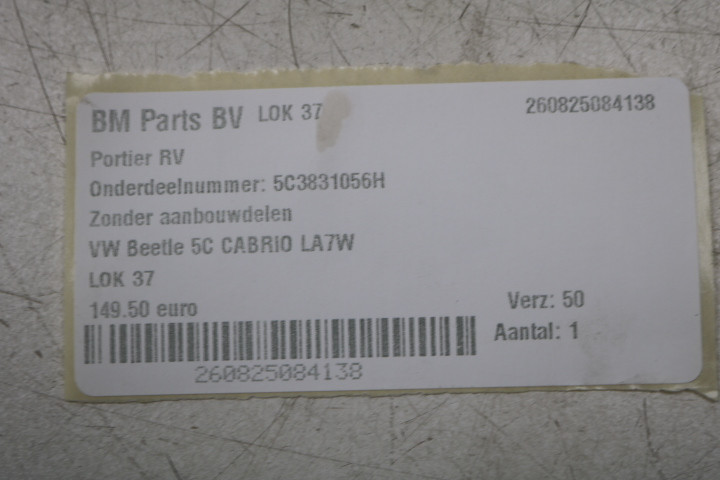 BM Parts BV LOK 37 260825084138
Portier RV
Onderdeelnummer: 5C3831056H
Zonder aanbouwdelen
VW Beetle 5C CABRIO LA7W
LOK 37
149.50 euro Verz: 50
Aantal: 1
260825084138